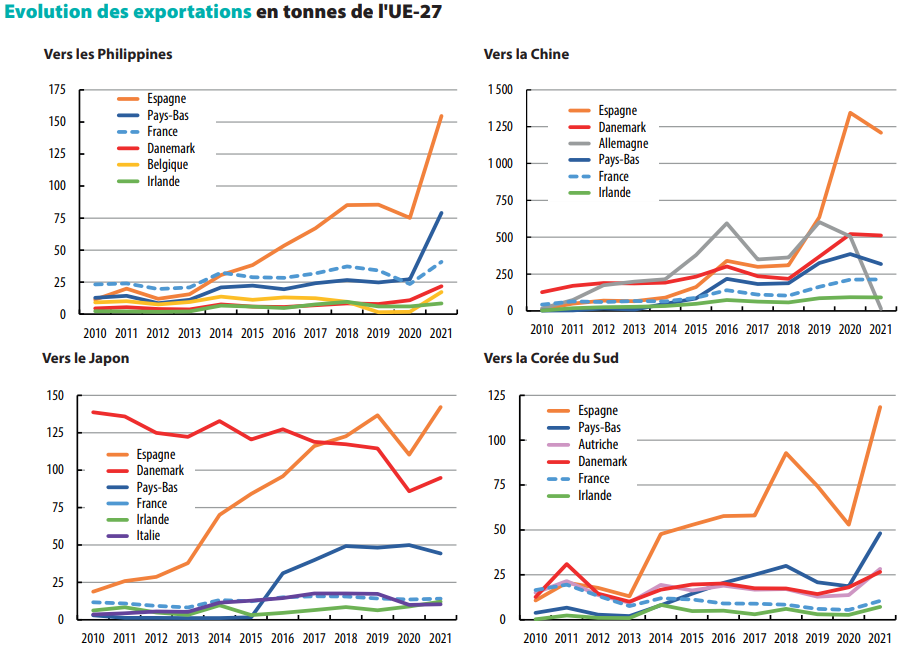 Evolution des exportations en tonnes de l'UE-27
Vers les Philippines
175
150
125
100
75
50
25
0
Espagne
Pays-Bas
France
Danemark
Belgique
Irlande
2010 2011 2012 2013 2014 2015 2016 2017 2018 2019 2020 2021
Vers la Chine
1 500
1 250
1 000
750
500
250
0
Espagne
Danemark
Allemagne
Pays-Bas
France
Irlande
2010 2011 2012 2013 2014 2015 2016 2017 2018 2019 2020 2021
Vers le Japon
150
125
100
75
50
25
0
Espagne
Danemark
Pays-Bas
France
Irlande
Italie
2010 2011 2012 2013 2014 2015 2016 2017 2018 2019 2020 2021
Vers la Corée du Sud
125
100
75
50
25
0
Espagne
Pays-Bas
Autriche
Danemark
France
Irlande
2010 2011 2012 2013 2014 2015 2016 2017 2018 2019 2020 2021